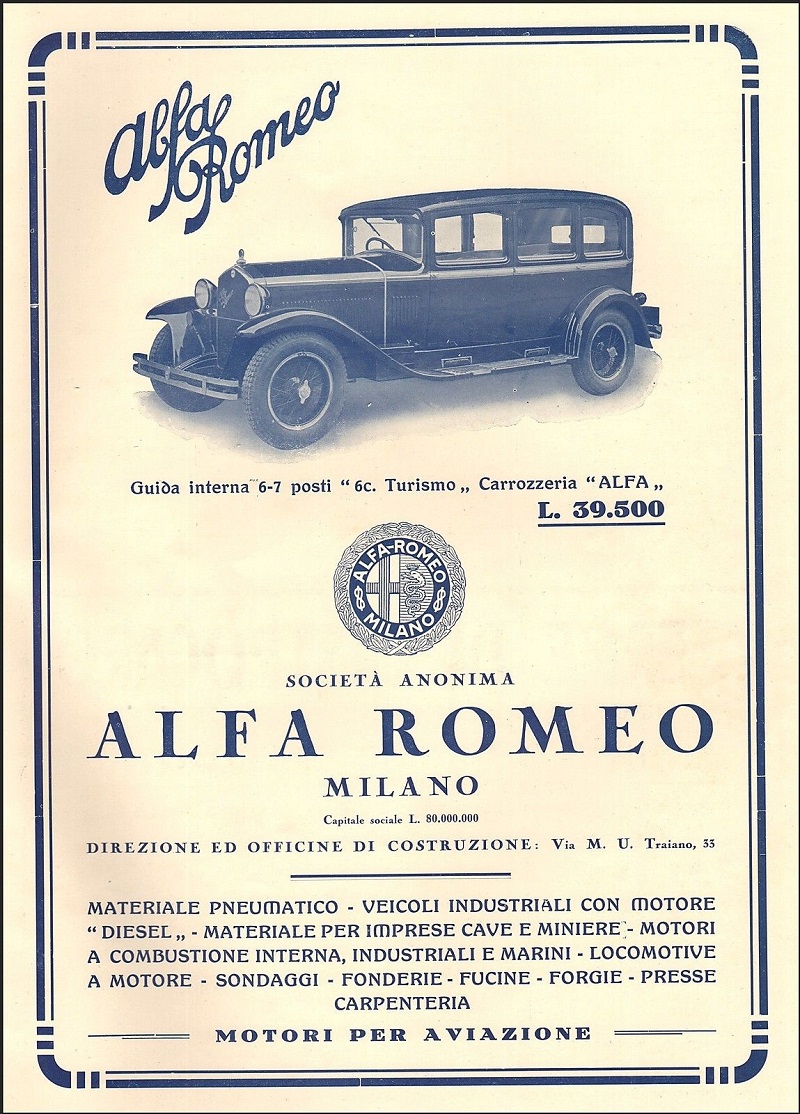 Alfa
Romeo
Guida interna 6-7 posti “ 6c. Turismo „ Carrozzeria “ ALFA „
L. 39.500
ALFA-ROMEO
MILANO
SOCIETÀ ANONIMA
ALFA ROMEO
MILANO
Capitale sociale L. 80.000.000
DIREZIONE ED OFFICINE DI COSTRUZIONE: Via M. U. Traiano, 33
MATERIALE PNEUMATICO - VEICOLI INDUSTRIALI CON MOTORE
“ DIESEL „ - MATERIALE PER IMPRESE CAVE E MINIERE - MOTORI
A COMBUSTIONE INTERNA, INDUSTRIALI E MARINI - LOCOMOTIVE
A MOTORE - SONDAGGI - FONDERIE - FUCINE - FORGIE - PRESSE
CARPENTERIA
MOTORI PER AVIAZIONE